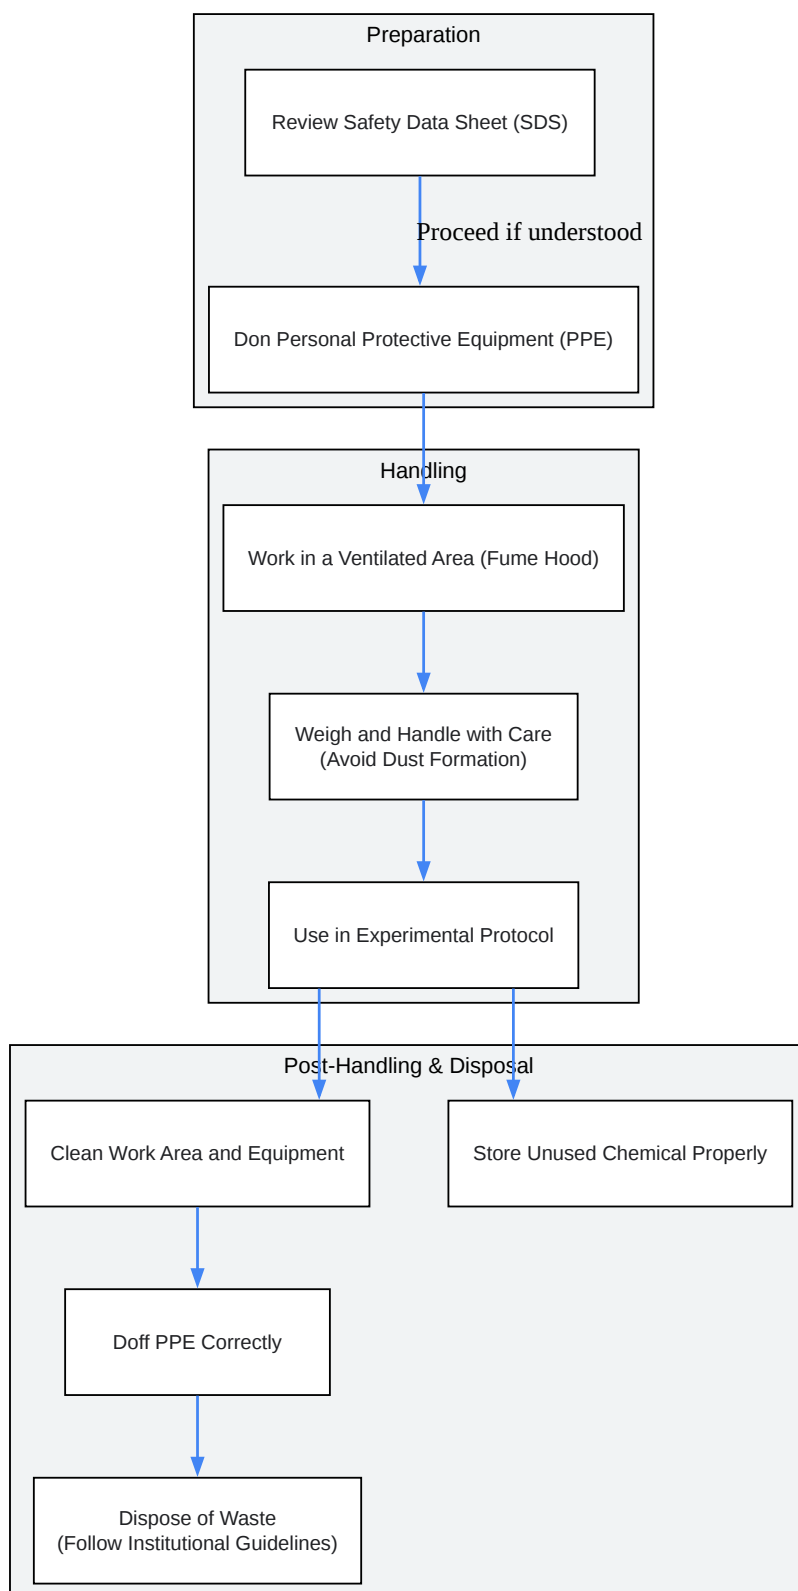 Preparation
Review Safety Data Sheet (SDS)
Proceed if understood
Don Personal Protective Equipment (PPE)
Handling
Work in a Ventilated Area (Fume Hood)
Weigh and Handle with Care
(Avoid Dust Formation)
Use in Experimental Protocol
Post-Handling & Disposal
Clean Work Area and Equipment
Store Unused Chemical Properly
Doff PPE Correctly
Dispose of Waste
(Follow Institutional Guidelines)